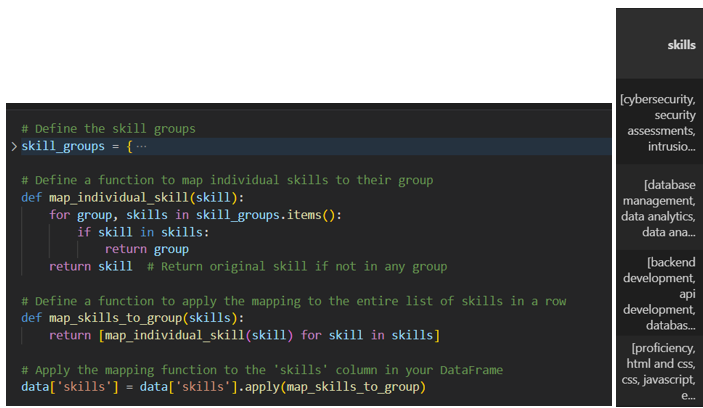 # Define the skill groups
skill_groups = { ...
# Define a function to map individual skills to their group
def map_individual_skill(skill):
    for group, skills in skill_groups.items():
        if skill in skills:
            return group
    return skill  # Return original skill if not in any group
# Define a function to apply the mapping to the entire list of skills in a row
def map_skills_to_group(skills):
    return [map_individual_skill(skill) for skill in skills]
# Apply the mapping function to the 'skills' column in your DataFrame
data['skills'] = data['skills'].apply(map_skills_to_group)
skills
[cybersecurity,
security
assessments,
intrusio...
[database
management,
data analytics,
data ana...
[backend
development,
api
development,
databas...
[proficiency,
html and css,
css, javascript,
e...